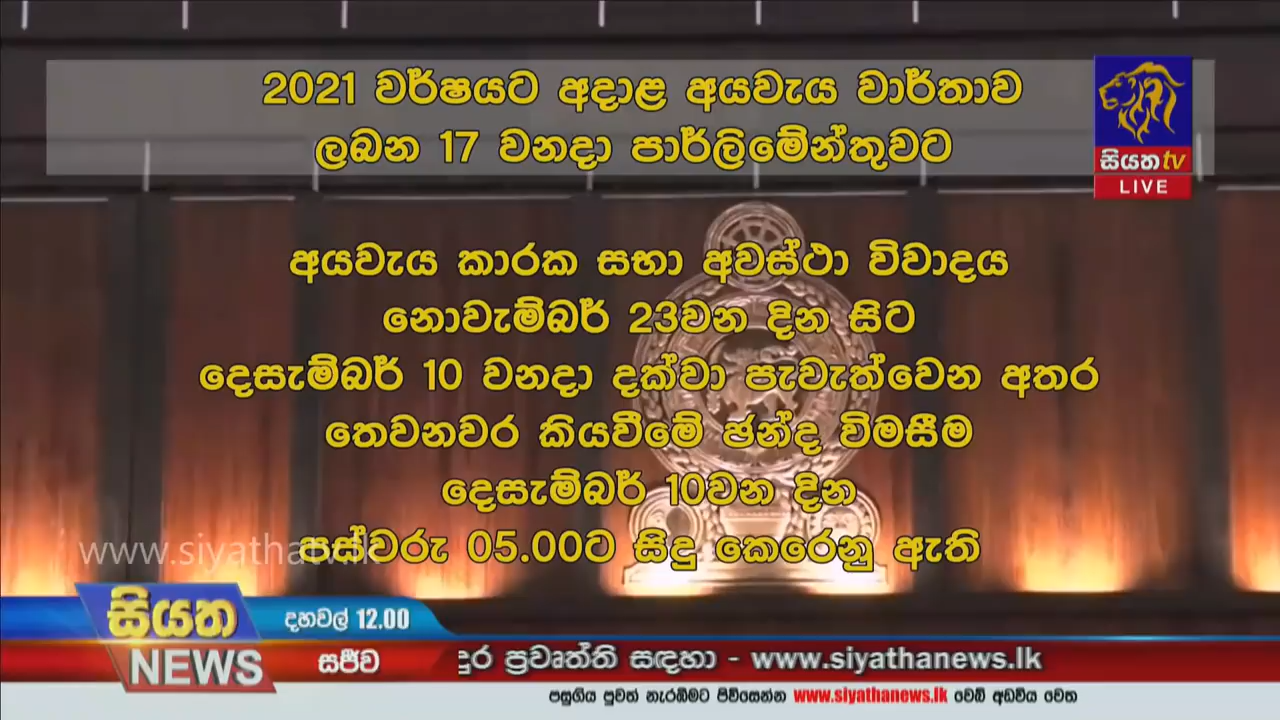 2021 වර්ෂයට අදාළ අයවැය වාර්තාව
ලබන 17 වනදා පාර්ලිමේන්තුවට
සියත tv
LIVE
අයවැය කාරක සභා අවස්ථා විවාදය
නොවැම්බර් 23වන දින සිට
දෙසැම්බර් 10 වනදා දක්වා පැවැත්වෙන අතර
තෙවනවර කියවීමේ ඡන්ද විමසීම
දෙසැම්බර් 10වන දින
පස්වරු 05.00ට සිදු කෙරෙනු ඇති
www.siyathatv.lk
සියත
NEWS
දහවල් 12.00
සජීව
දුර ප්‍රවෘත්ති සඳහා - www.siyathanews.lk
පසුගිය පුවත් නැරඹීමට පිවිසෙන්න www.siyathanews.lk වෙබ් අඩවිය වෙත